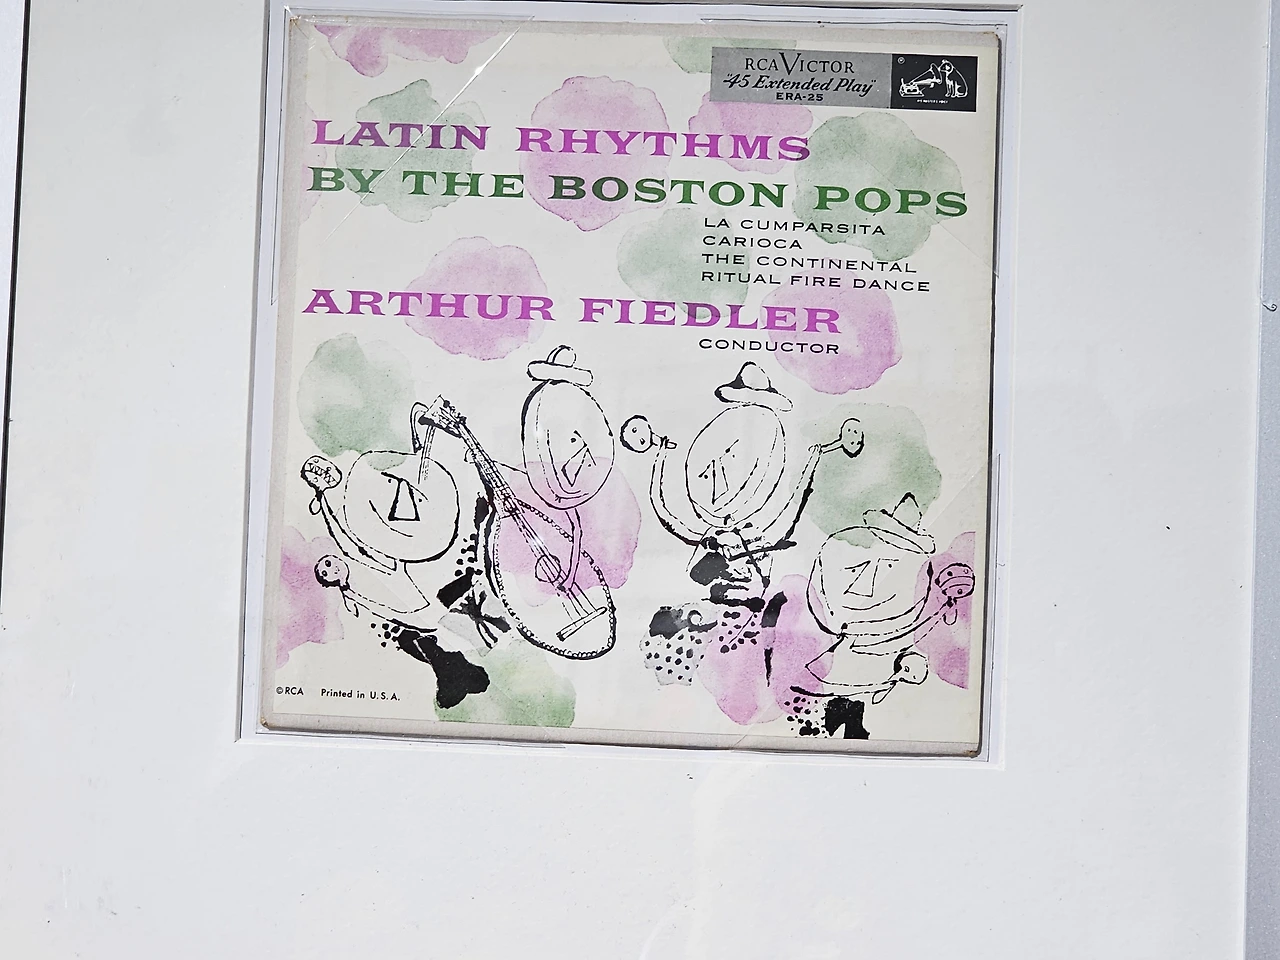 RCA VICTOR
"45 Extended Play"
ERA-25
LATIN RHYTHMS
BY THE BOSTON POPS
LA CUMPARSITA
CARIOCA
THE CONTINENTAL
RITUAL FIRE DANCE
ARTHUR FIEDLER
CONDUCTOR
© RCA Printed in U. S. A.